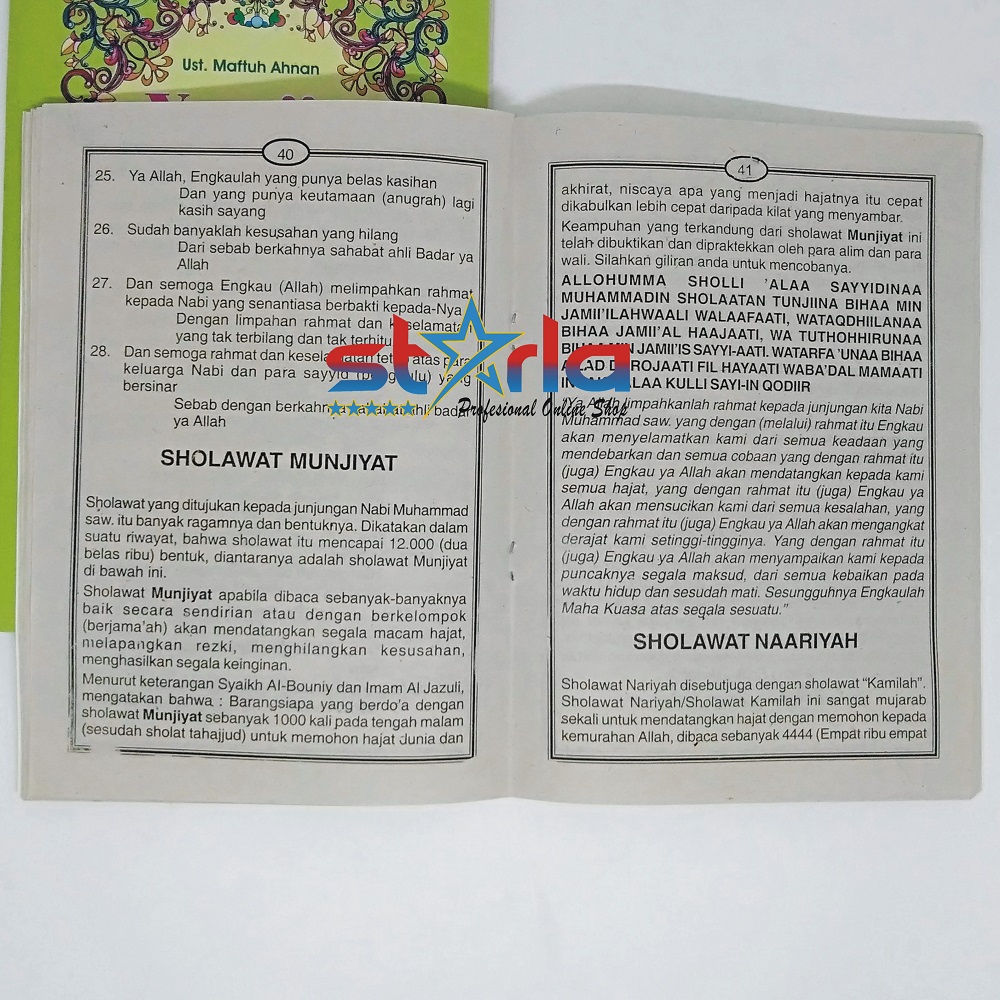 Ust. Maftuh Ahnan
40
25. Ya Allah, Engkaulah yang punya belas kasihan
Dan yang punya keutamaan (anugrah) lagi
kasih sayang
26. Sudah banyaklah kesusahan yang hilang
Dari sebab berkahnya sahabat ahli Badar ya
Allah
27. Dan semoga Engkau (Allah) melimpahkan rahmat
kepada Nabi yang senantiasa berbakti kepada-Nya
Dengan limpahan rahmat dan keselamatan
yang tak terbilang dan tak terhitu
28. Dan semoga rahmat dan keselamatan tetap atas para
keluarga Nabi dan para sayyid (penghulu) yang
bersinar
Sebab dengan berkahnya ahli badar
ya Allah
SHOLAWAT MUNJIYAT
Sholawat yang ditujukan kepada junjungan Nabi Muhammad
saw. itu banyak ragamnya dan bentuknya. Dikatakan dalam
suatu riwayat, bahwa sholawat itu mencapai 12.000 (dua
belas ribu) bentuk, diantaranya adalah sholawat Munjiyat
di bawah ini.
Sholawat Munjiyat apabila dibaca sebanyak-banyaknya
baik secara sendirian atau dengan berkelompok
(berjama'ah) akan mendatangkan segala macam hajat,
melapangkan rezki, menghilangkan kesusahan,
menghasilkan segala keinginan.
Menurut keterangan Syaikh Al-Bouniy dan Imam Al Jazuli,
mengatakan bahwa : Barangsiapa yang berdo'a dengan
sholawat Munjiyat sebanyak 1000 kali pada tengah malam
(sesudah sholat tahajjud) untuk memohon hajat dunia dan
41
akhirat, niscaya apa yang menjadi hajatnya itu cepat
dikabulkan lebih cepat daripada kilat yang menyambar.
Keampuhan yang terkandung dari sholawat Munjiyat ini
telah dibuktikan dan dipraktekkan oleh para alim dan para
wali. Silahkan giliran anda untuk mencobanya.
ALLOHUMMA SHOLLI 'ALAA SAYYIDINAA
MUHAMMADIN SHOLAATAN TUNJIINA BIHAA MIN
JAMII'ILAHWAALI WALAAFAATI, WATAQDHIILANAA
BIHAA JAMII'AL HAAJAATI, WA TUTHOHHIRUNAA
BIHAA MIN JAMII'IS SAYYI-AATI. WATARFA 'UNAA BIHAA
DAROJAATI FIL HAYAATI WABA'DAL MAMAATI
'ALAA KULLI SAYI-IN QODIIR
"Ya Allah limpahkanlah rahmat kepada junjungan kita Nabi
Muhammad saw. yang dengan (melalui) rahmat itu Engkau
akan menyelamatkan kami dari semua keadaan yang
mendebarkan dan semua cobaan yang dengan rahmat itu
(juga) Engkau ya Allah akan mendatangkan kepada kami
semua hajat, yang dengan rahmat itu (juga) Engkau ya
Allah akan mensucikan kami dari semua kesalahan, yang
dengan rahmat itu (juga) Engkau ya Allah akan mengangkat
derajat kami setinggi-tingginya. Yang dengan rahmat itu
(juga) Engkau ya Allah akan menyampaikan kami kepada
puncaknya segala maksud, dari semua kebaikan pada
waktu hidup dan sesudah mati. Sesungguhnya Engkaulah
Maha Kuasa atas segala sesuatu."
SHOLAWAT NAARIYAH
Sholawat Nariyah disebutjuga dengan sholawat "Kamilah".
Sholawat Nariyah/Sholawat Kamilah ini sangat mujarab
sekali untuk mendatangkan hajat dengan memohon kepada
kemurahan Allah, dibaca sebanyak 4444 (Empat ribu empat
starla
Profesional Online Shop